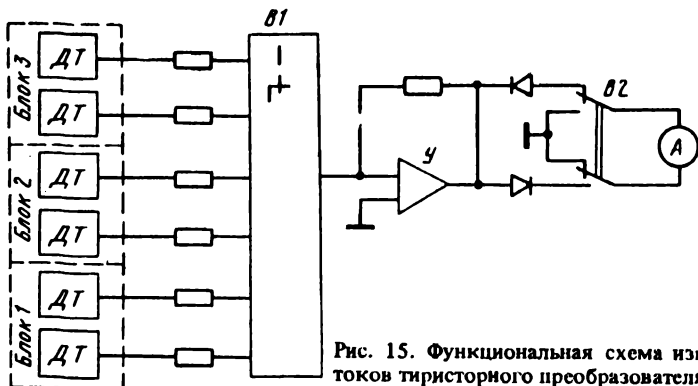 В1
Блок 3
ДТ
ДТ
Блок 2
ДТ
ДТ
Блок 1
ДТ
ДТ
У
В2
А
Рис. 15. Функциональная схема
токов тиристорного преобразователя